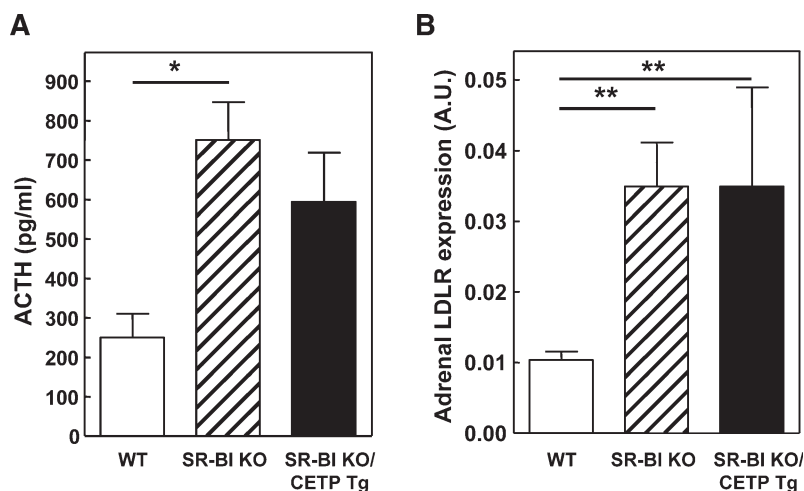 A
ACTH (pg/ml)
900
800
700
600
500
400
300
200
100
0
*
WT
SR-BI KO
SR-BI KO/
CETP Tg
B
Adrenal LDLR expression (A.U.)
0.05
0.04
0.03
0.02
0.01
0.00
**
**
WT
SR-BI KO
SR-BI KO/
CETP Tg